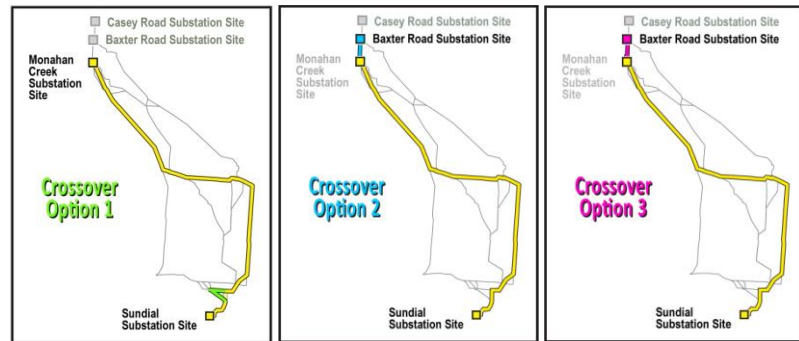 Casey Road Substation Site
Baxter Road Substation Site
Monahan
Creek
Substation
Site
Crossover
Option 1
Sundial
Substation Site
Casey Road Substation Site
Baxter Road Substation Site
Monahan
Creek
Substation
Site
Crossover
Option 2
Sundial
Substation Site
Casey Road Substation Site
Baxter Road Substation Site
Monahan
Creek
Substation
Site
Crossover
Option 3
Sundial
Substation Site